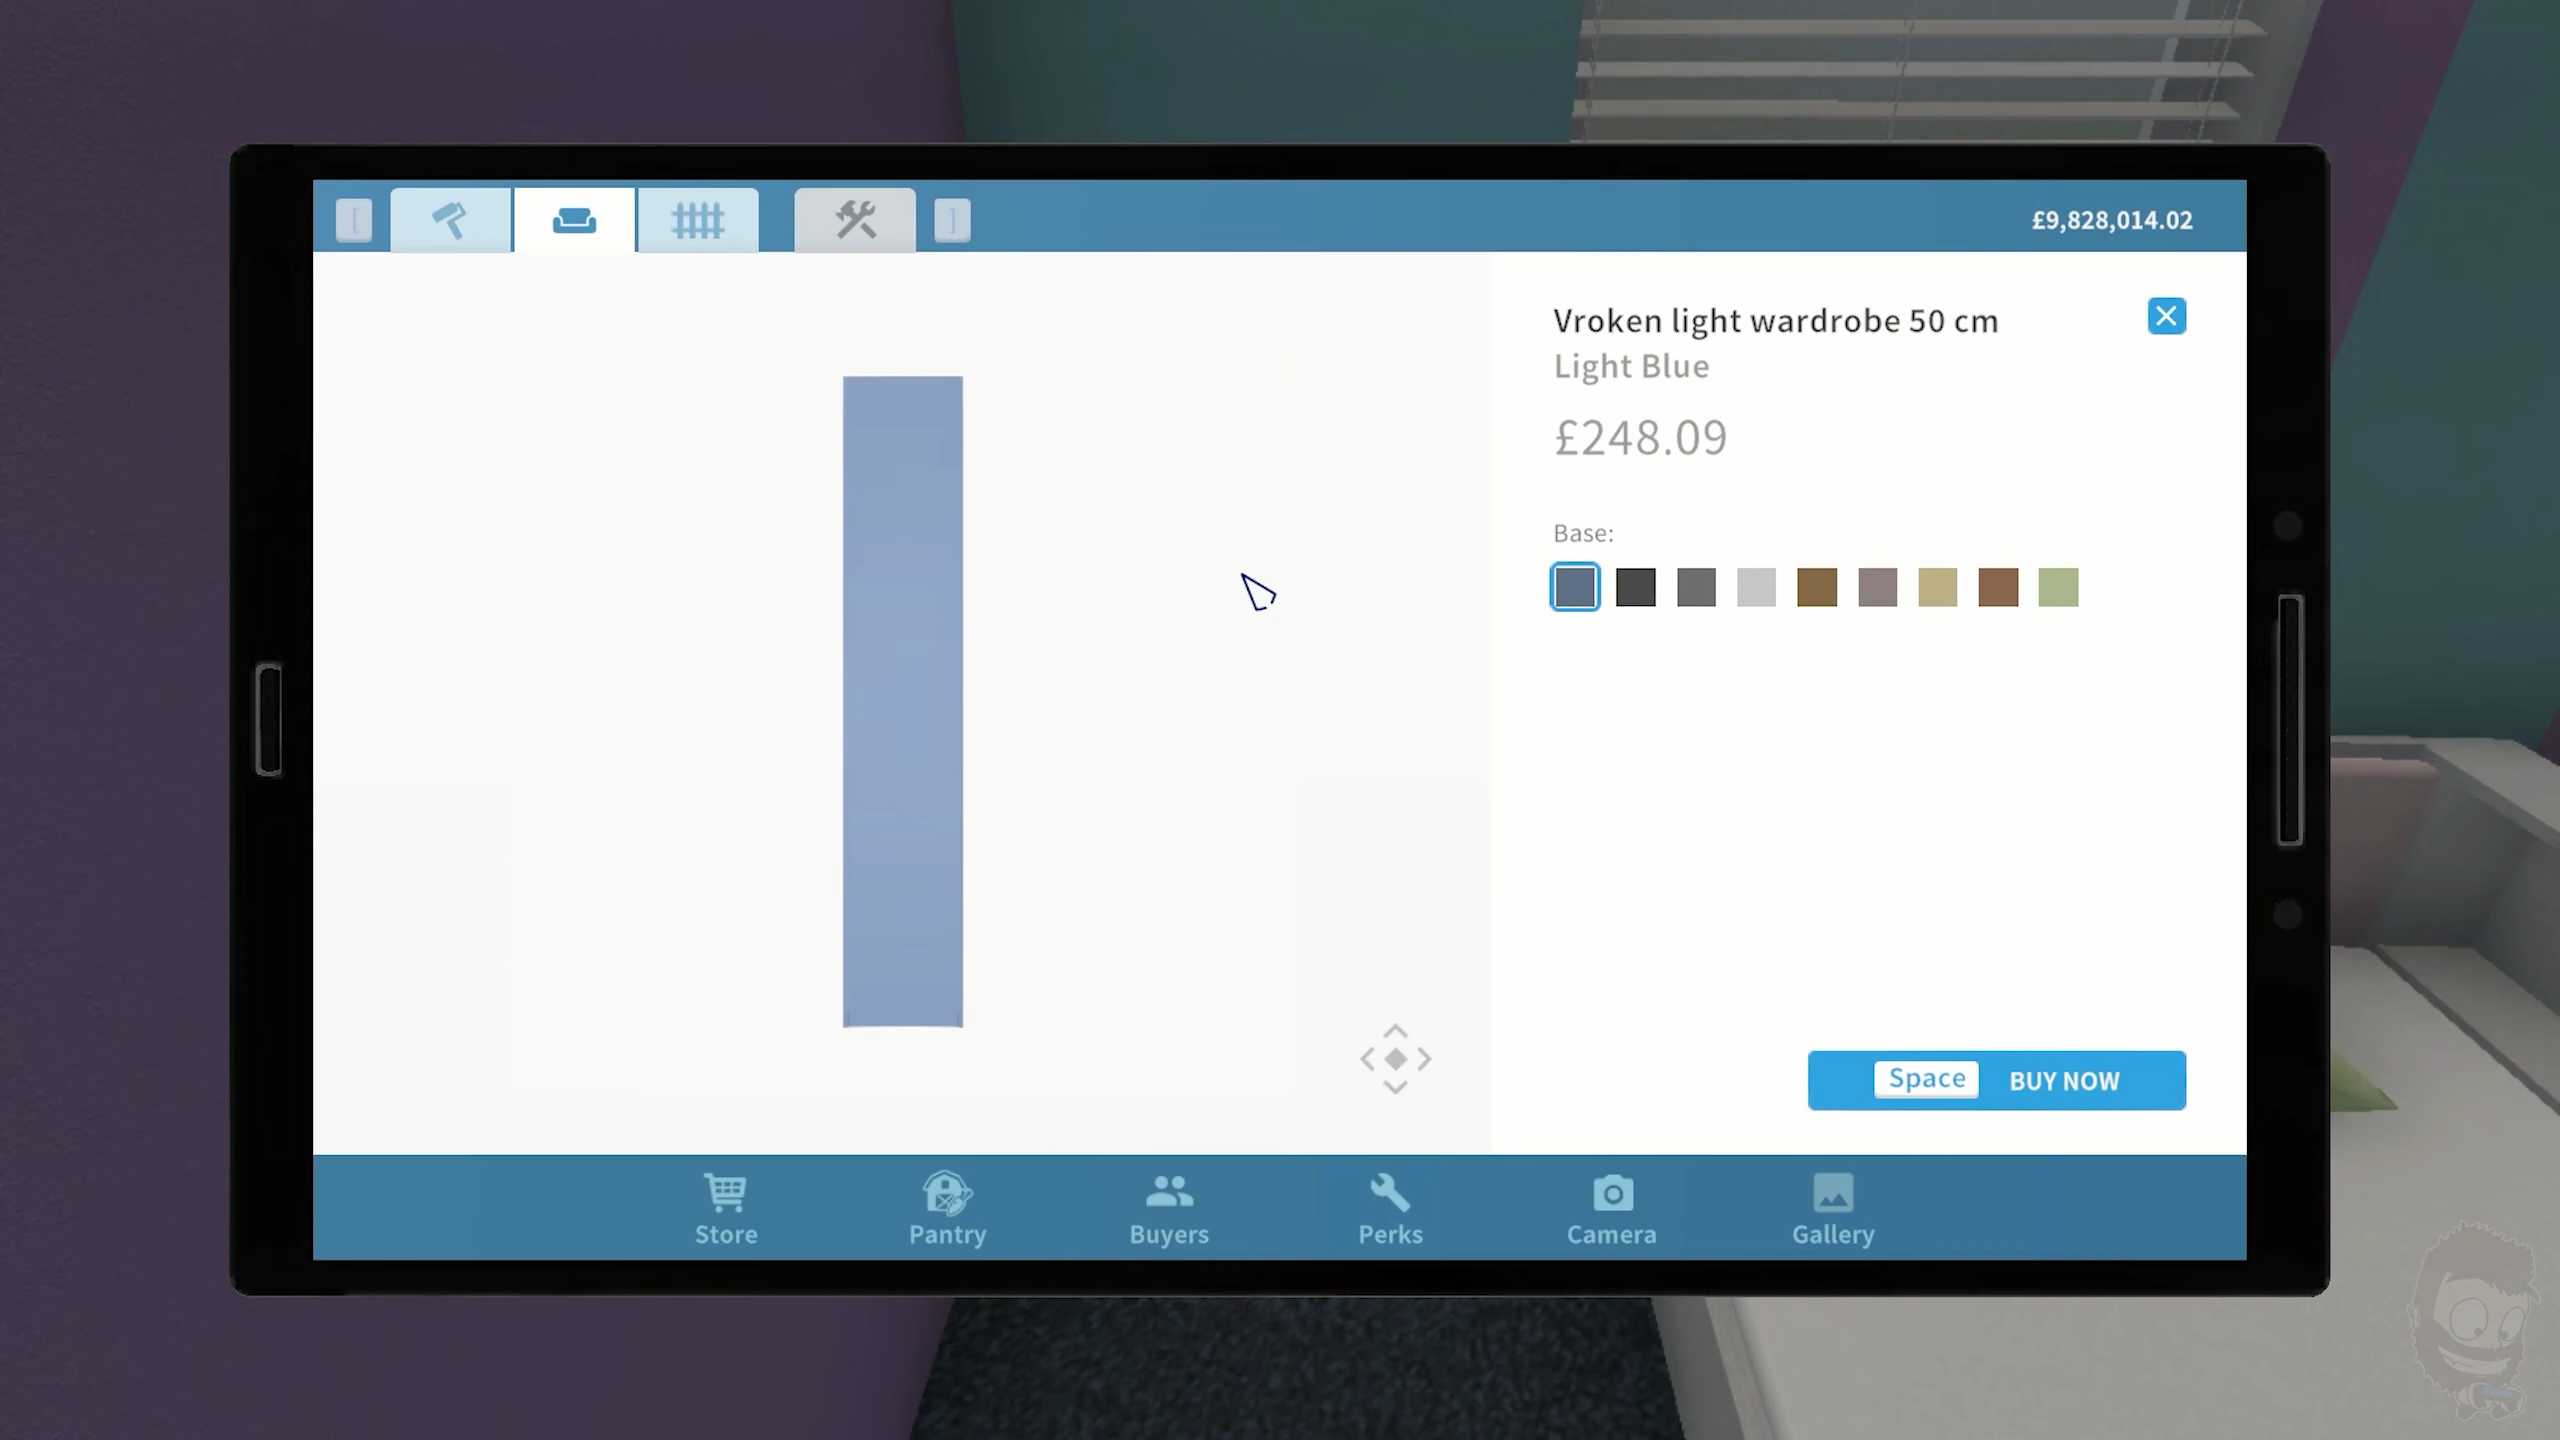 [
]
£9,828,014.02
Vroken light wardrobe 50 cm
Light Blue
£248.09
Base:
Space BUY NOW
Store
Pantry
Buyers
Perks
Camera
Gallery